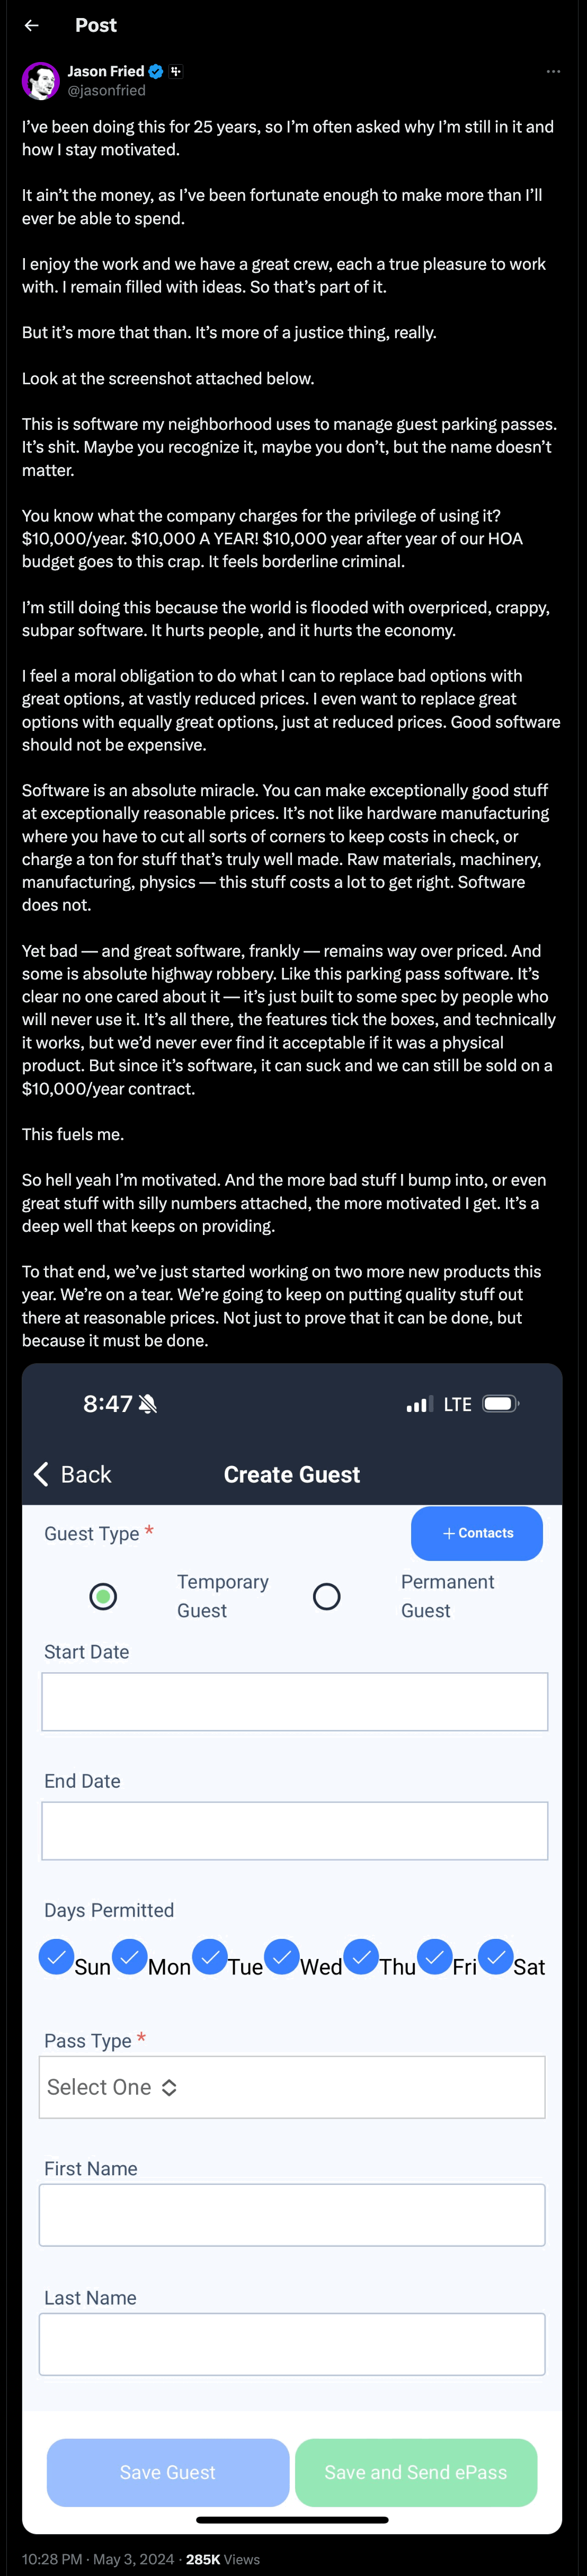 Post
Jason Fried
@jasonfried
I’ve been doing this for 25 years, so I’m often asked why I’m still in it and
how I stay motivated.
It ain’t the money, as I’ve been fortunate enough to make more than I’ll
ever be able to spend.
I enjoy the work and we have a great crew, each a true pleasure to work
with. I remain filled with ideas. So that’s part of it.
But it’s more that than. It’s more of a justice thing, really.
Look at the screenshot attached below.
This is software my neighborhood uses to manage guest parking passes.
It’s shit. Maybe you recognize it, maybe you don’t, but the name doesn’t
matter.
You know what the company charges for the privilege of using it?
$10,000/year. $10,000 A YEAR! $10,000 year after year of our HOA
budget goes to this crap. It feels borderline criminal.
I’m still doing this because the world is flooded with overpriced, crappy,
subpar software. It hurts people, and it hurts the economy.
I feel a moral obligation to do what I can to replace bad options with
great options, at vastly reduced prices. I even want to replace great
options with equally great options, just at reduced prices. Good software
should not be expensive.
Software is an absolute miracle. You can make exceptionally good stuff
at exceptionally reasonable prices. It’s not like hardware manufacturing
where you have to cut all sorts of corners to keep costs in check, or
charge a ton for stuff that’s truly well made. Raw materials, machinery,
manufacturing, physics — this stuff costs a lot to get right. Software
does not.
Yet bad — and great software, frankly — remains way over priced. And
some is absolute highway robbery. Like this parking pass software. It’s
clear no one cared about it — it’s just built to some spec by people who
will never use it. It’s all there, the features tick the boxes, and technically
it works, but we’d never ever find it acceptable if it was a physical
product. But since it’s software, it can suck and we can still be sold on a
$10,000/year contract.
This fuels me.
So hell yeah I’m motivated. And the more bad stuff I bump into, or even
great stuff with silly numbers attached, the more motivated I get. It’s a
deep well that keeps on providing.
To that end, we’ve just started working on two more new products this
year. We’re on a tear. We’re going to keep on putting quality stuff out
there at reasonable prices. Not just to prove that it can be done, but
because it must be done.
8:47 LTE
Back Create Guest
Guest Type * + Contacts
Temporary Permanent
Guest Guest
Start Date
End Date
Days Permitted
Sun Mon Tue Wed Thu Fri Sat
Pass Type *
Select One
First Name
Last Name
Save Guest Save and Send ePass
10:28 PM · May 3, 2024 · 285K Views